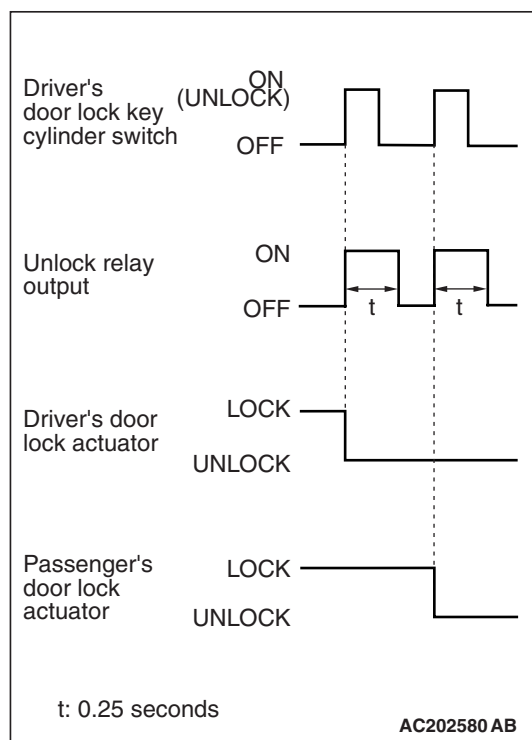 Driver's
door lock key
cylinder switch
ON
(UNLOCK)
OFF
Unlock relay
output
ON
OFF
t
t
Driver's door
lock actuator
LOCK
UNLOCK
Passenger's
door lock
actuator
LOCK
UNLOCK
t: 0.25 seconds
AC202580 AB